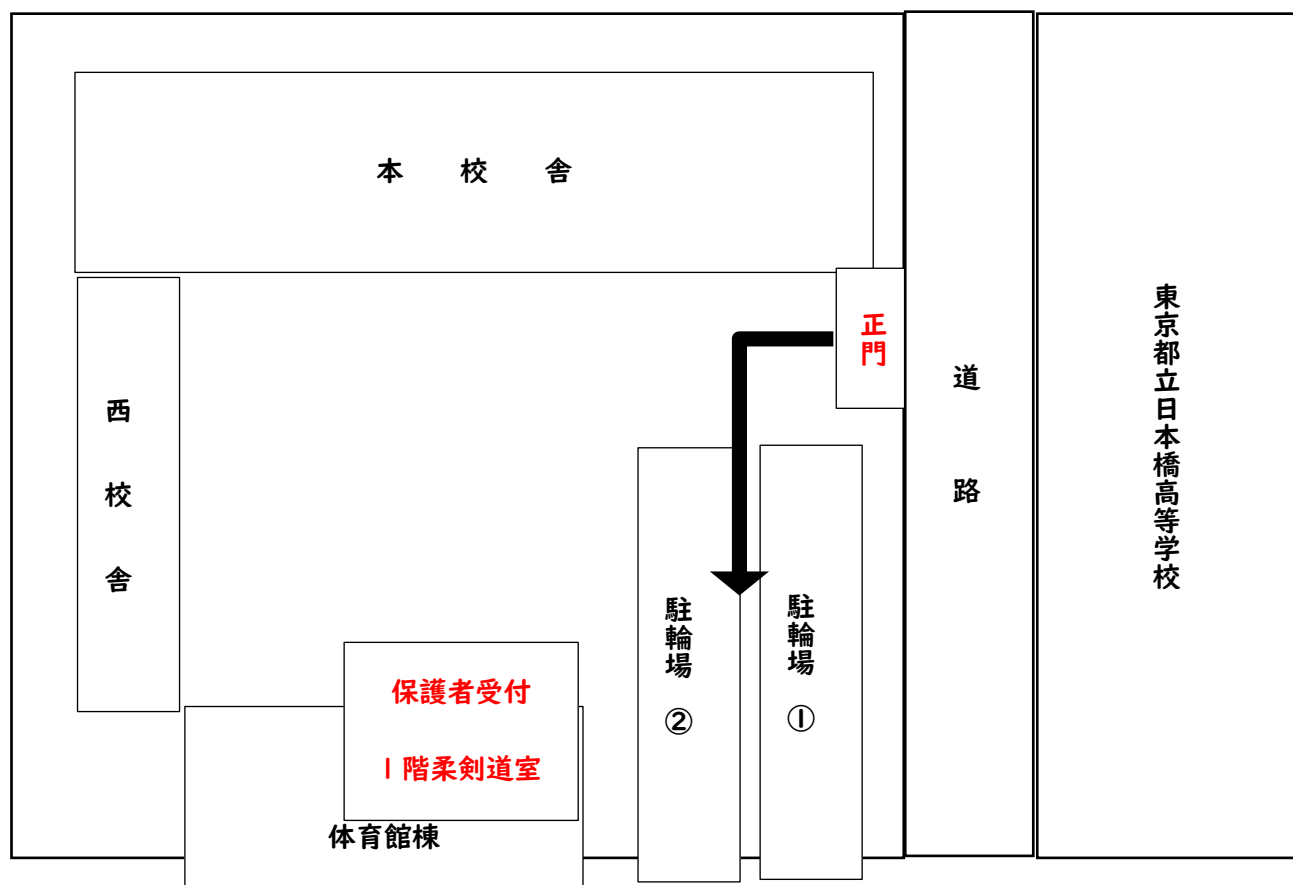 本校舎
正門
道路
東京都立日本橋高等学校
西校舎
駐輪場②
駐輪場①
保護者受付
1階柔剣道室
体育館棟